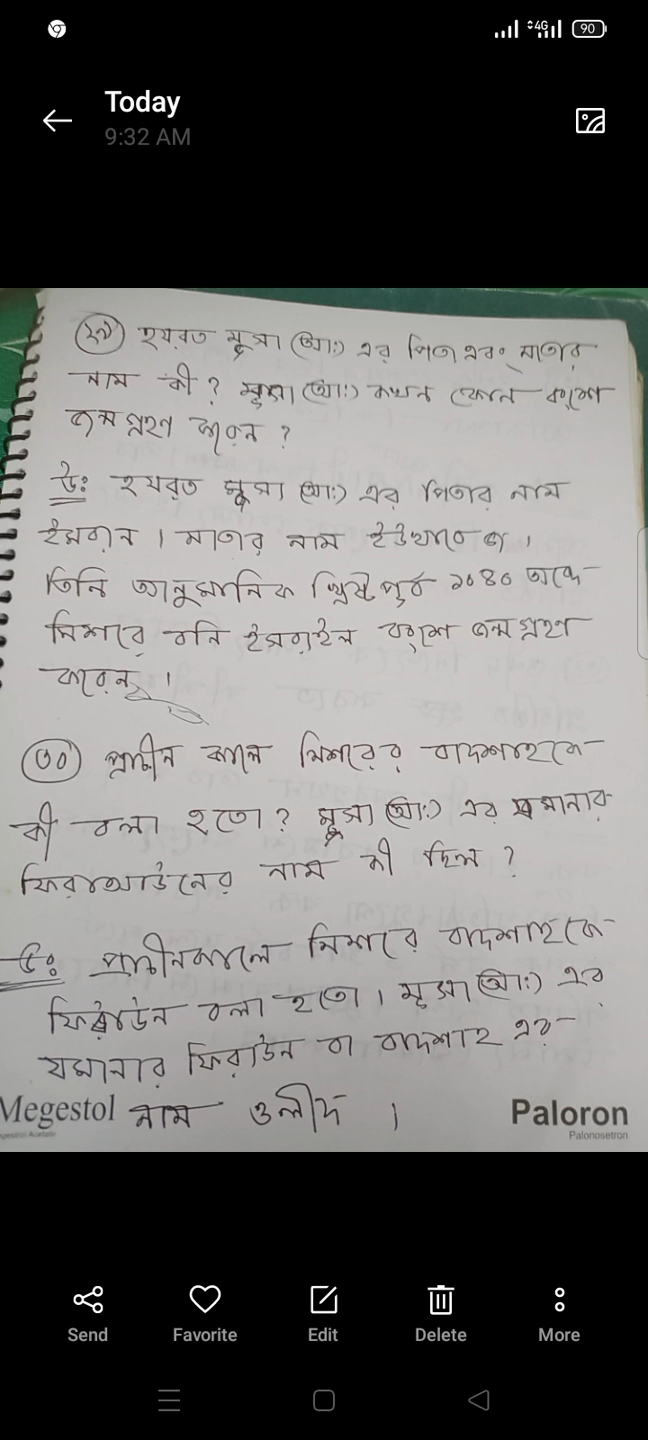 90
Today
9:32 AM
২৯ হযরত মূসা (আঃ) এর পিতা এবং মাতার
নাম কী? মূসা (আঃ) কখন কোন বংশে
জন্ম গ্রহণ করেন?
উঃ হযরত মূসা (আঃ) এর পিতার নাম
ইমরান। মাতার নাম ইউখাবেজ।
তিনি আনুমানিক খ্রিষ্টপূর্ব ১০৪০ অব্দে
মিশরে বনি ইসরাইল বংশে জন্মগ্রহণ
করেন।
৩০ প্রাচীন কালে মিশরের বাদশাহকে
কী বলা হতো? মূসা (আঃ) এর যমানার
ফিরআউনের নাম কী ছিল?
উঃ প্রাচীনকালে মিশরে বাদশাহকে
ফিরাউন বলা হতো। মূসা (আঃ) এর
যমানার ফিরাউন বা বাদশাহ এর
নাম ওলীদ।
Megestol
Paloron
Palonosetron
Send Favorite Edit Delete More